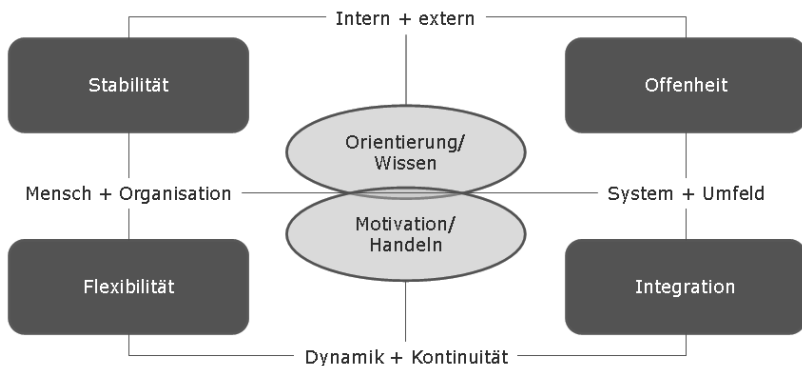 Intern + extern
Stabilität
Offenheit
Orientierung/
Wissen
Mensch + Organisation
System + Umfeld
Motivation/
Handeln
Flexibilität
Integration
Dynamik + Kontinuität